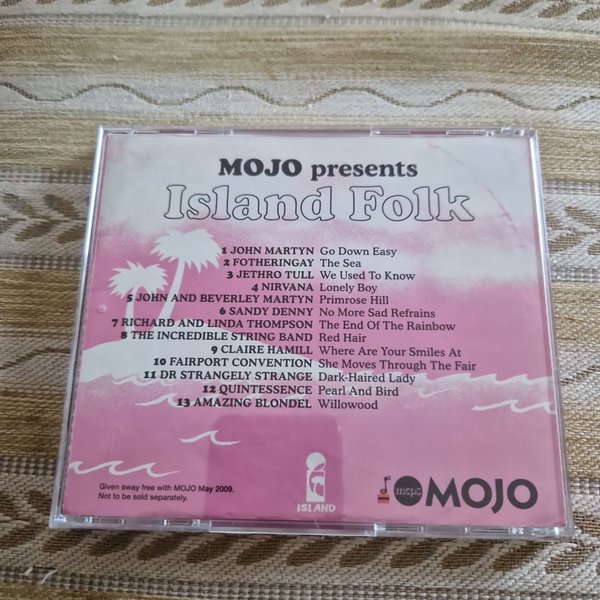 MOJO presents
Island Folk
1 JOHN MARTYN Go Down Easy
2 FOTHERINGAY The Sea
3 JETHRO TULL We Used To Know
4 NIRVANA Lonely Boy
5 JOHN AND BEVERLEY MARTYN Primrose Hill
6 SANDY DENNY No More Sad Refrains
7 RICHARD AND LINDA THOMPSON The End Of The Rainbow
8 THE INCREDIBLE STRING BAND Red Hair
9 CLAIRE HAMILL Where Are Your Smiles At
10 FAIRPORT CONVENTION She Moves Through The Fair
11 DR STRANGELY STRANGE Dark-Haired Lady
12 QUINTESSENCE Pearl And Bird
13 AMAZING BLONDEL Willowood
Given away free with MOJO May 2009.
Not to be sold separately.
ISLAND
mcps
MOJO